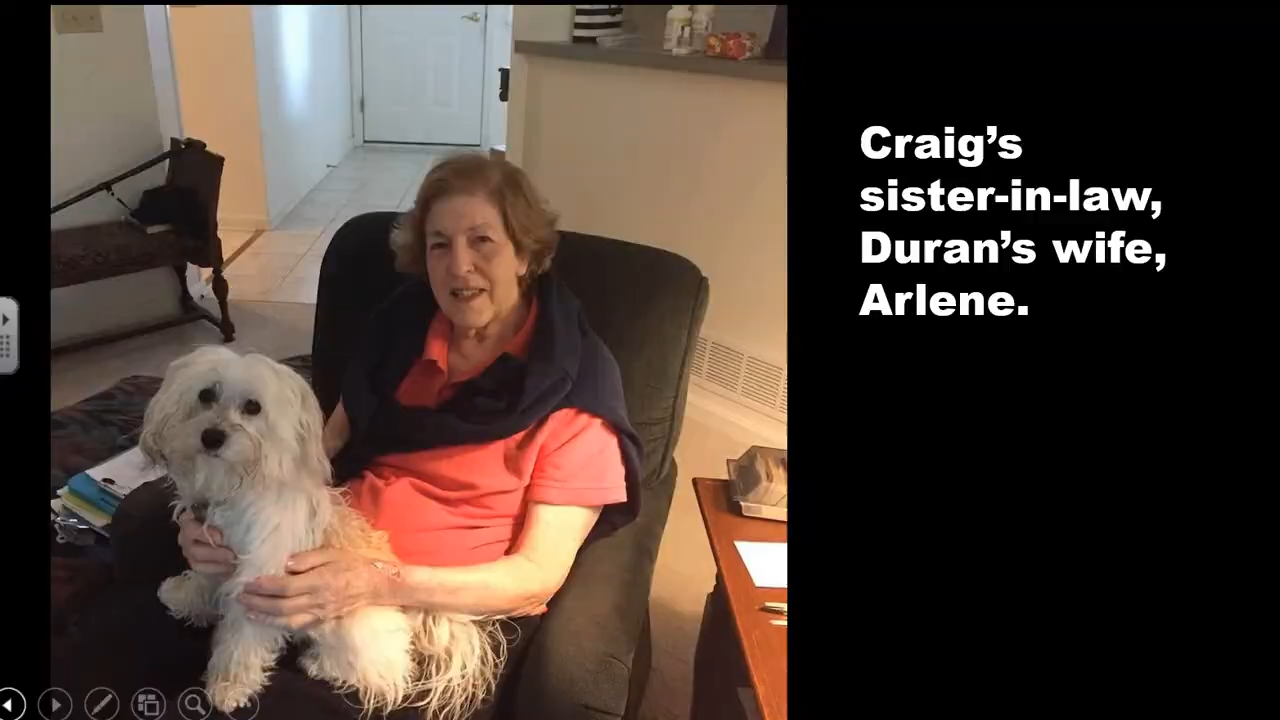 Craig’s
sister-in-law,
Duran’s wife,
Arlene.